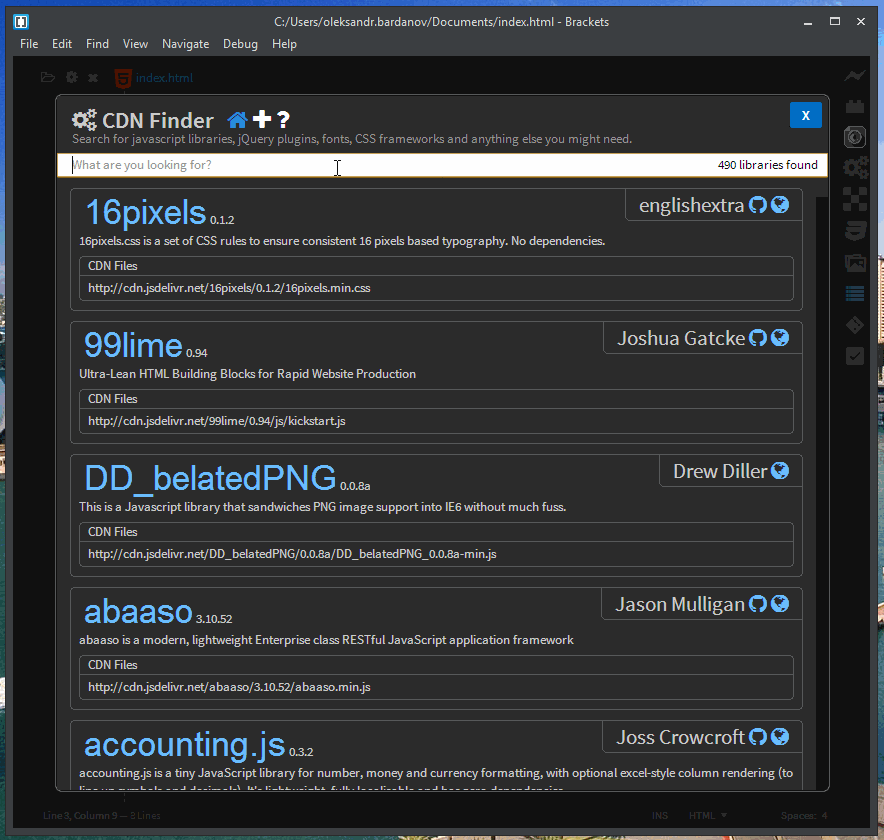 C:/Users/oleksandr.bardanov/Documents/index.html - Brackets
File Edit Find View Navigate Debug Help
index.html
CDN Finder
X
Search for javascript libraries, jQuery plugins, fonts, CSS frameworks and anything else you might need.
What are you looking for? 490 libraries found
16pixels 0.1.2 englishextra
16pixels.css is a set of CSS rules to ensure consistent 16 pixels based typography. No dependencies.
CDN Files
http://cdn.jsdelivr.net/16pixels/0.1.2/16pixels.min.css
99lime 0.94 Joshua Gatcke
Ultra-Lean HTML Building Blocks for Rapid Website Production
CDN Files
http://cdn.jsdelivr.net/99lime/0.94/js/kickstart.js
DD_belatedPNG 0.0.8a Drew Diller
This is a Javascript library that sandwiches PNG image support into IE6 without much fuss.
CDN Files
http://cdn.jsdelivr.net/DD_belatedPNG/0.0.8a/DD_belatedPNG_0.0.8a-min.js
abaaso 3.10.52 Jason Mulligan
abaaso is a modern, lightweight Enterprise class RESTful JavaScript application framework
CDN Files
http://cdn.jsdelivr.net/abaaso/3.10.52/abaaso.min.js
accounting.js 0.3.2 Joss Crowcroft
accounting.js is a tiny JavaScript library for number, money and currency formatting, with optional excel-style column rendering (to
Line 3, Column 9 — 8 Lines INS HTML Spaces: 4